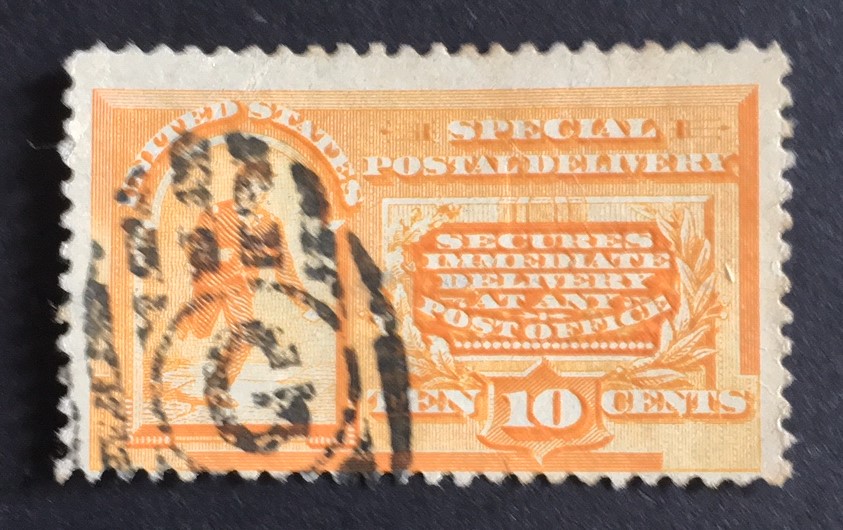 UNITED STATES
SPECIAL
POSTAL DELIVERY
SECURES
IMMEDIATE
DELIVERY
AT ANY
POST OFFICE
TEN 10 CENTS
G